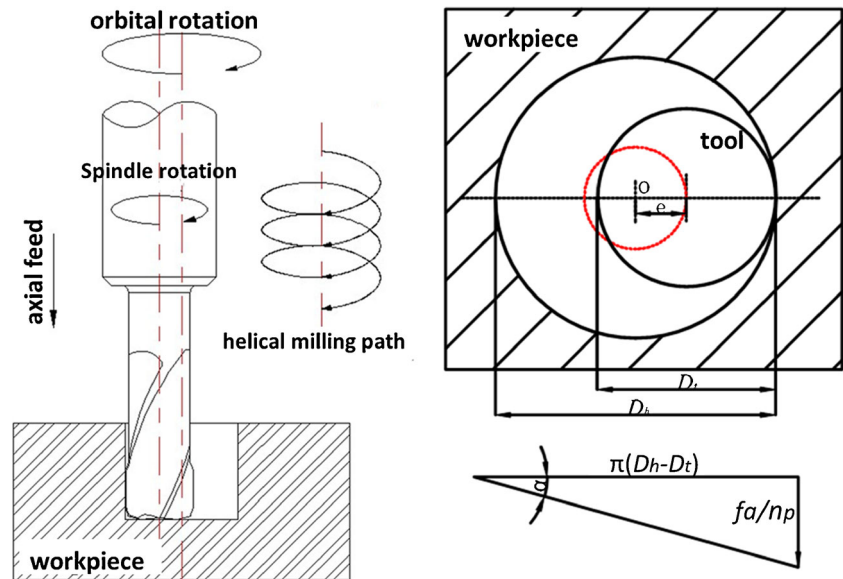 orbital rotation
Spindle rotation
axial feed
helical milling path
workpiece
workpiece
tool
O
e
Dt
Dh
π(Dh-Dt)
α
fa/np